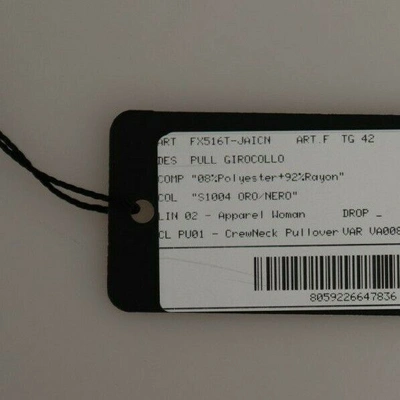 ART FX516T-JAICN ART.F TG 42
DES PULL GIROCOLLO
COMP "08%Polyester+92%Rayon"
COL "S1004 ORO/NERO"
LIN 02 - Apparel Woman DROP _
CL PU01 - CrewNeck Pullover VAR VA008
8059226647836